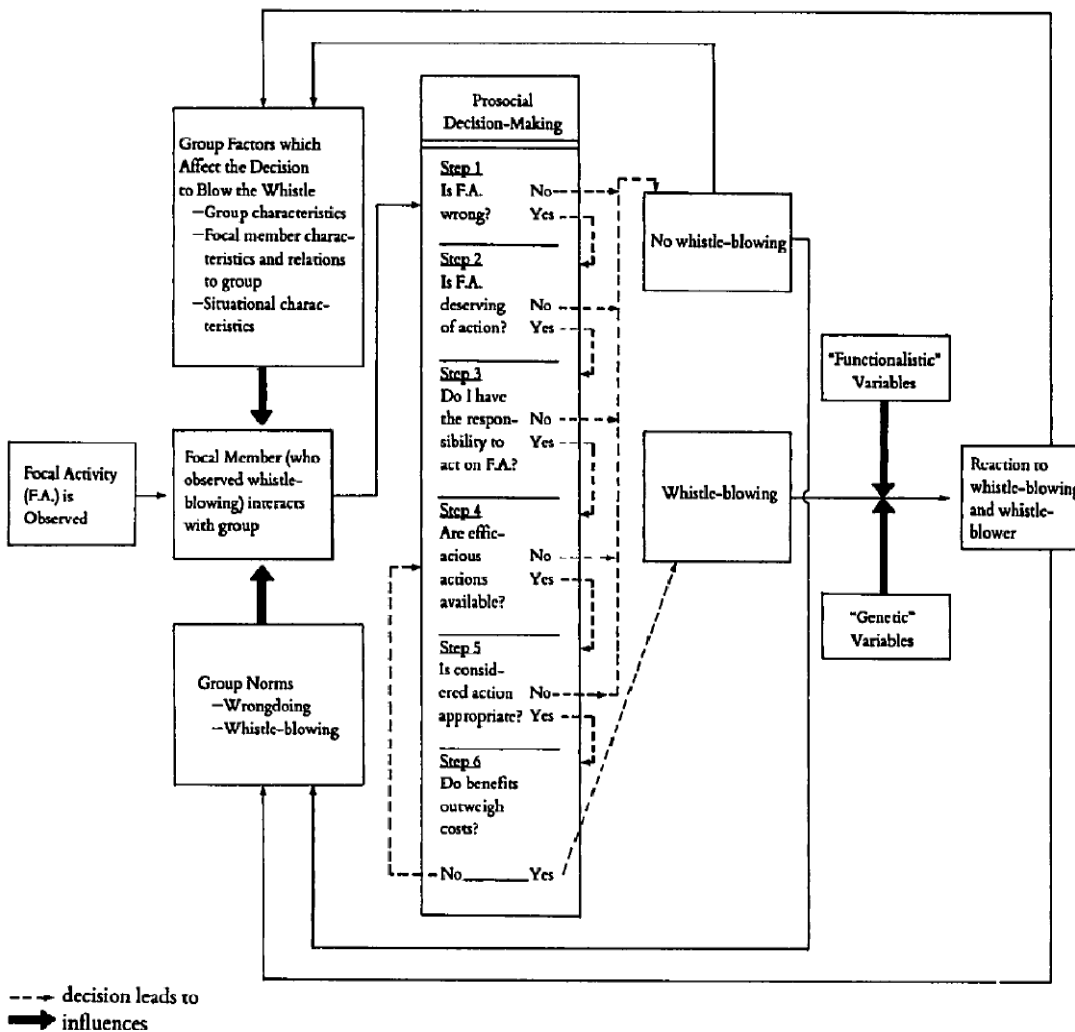 Prosocial
Decision-Making
Group Factors which
Affect the Decision
to Blow the Whistle
—Group characteristics
—Focal member charac-
teristics and relations
to group
—Situational charac-
teristics
Focal Activity
(F.A.) is
Observed
Focal Member (who
observed whistle-
blowing) interacts
with group
Group Norms
—Wrongdoing
—Whistle-blowing
Step 1
Is F.A. No
wrong? Yes
Step 2
Is F.A.
deserving No
of action? Yes
Step 3
Do I have
the respon- No
sibility to Yes
act on F.A.?
Step 4
Are effic-
acious No
actions Yes
available?
Step 5
Is consid-
ered action No
appropriate? Yes
Step 6
Do benefits
outweigh
costs?
No Yes
No whistle-blowing
Whistle-blowing
"Functionalistic"
Variables
"Genetic"
Variables
Reaction to
whistle-blowing
and whistle-
blower
decision leads to
influences